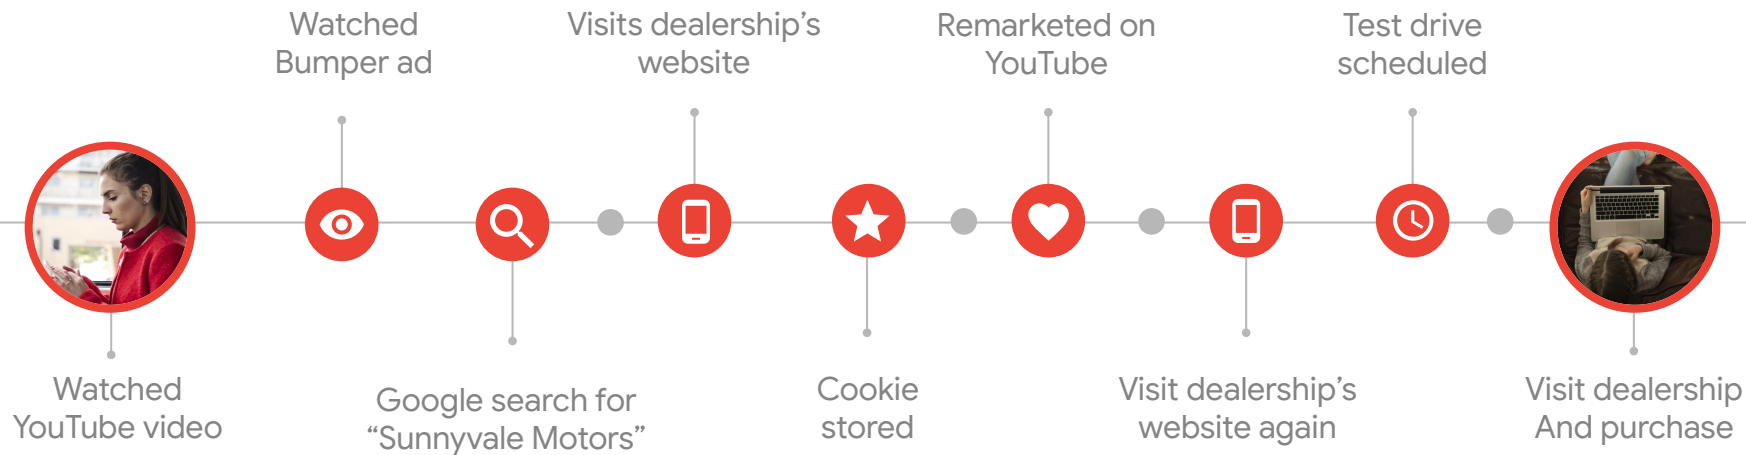 Watched
YouTube video
Watched
Bumper ad
Google search for
“Sunnyvale Motors”
Visits dealership’s
website
Cookie
stored
Remarketed on
YouTube
Visit dealership’s
website again
Test drive
scheduled
Visit dealership
And purchase